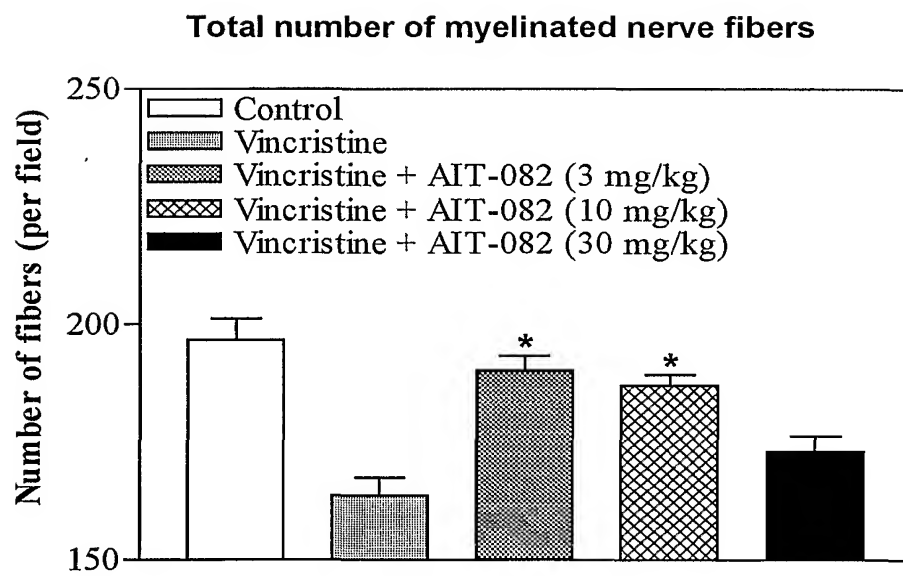 Total number of myelinated nerve fibers
Number of fibers (per field)
250
200
150
Control
Vincristine
Vincristine + AIT-082 (3 mg/kg)
Vincristine + AIT-082 (10 mg/kg)
Vincristine + AIT-082 (30 mg/kg)
*
*